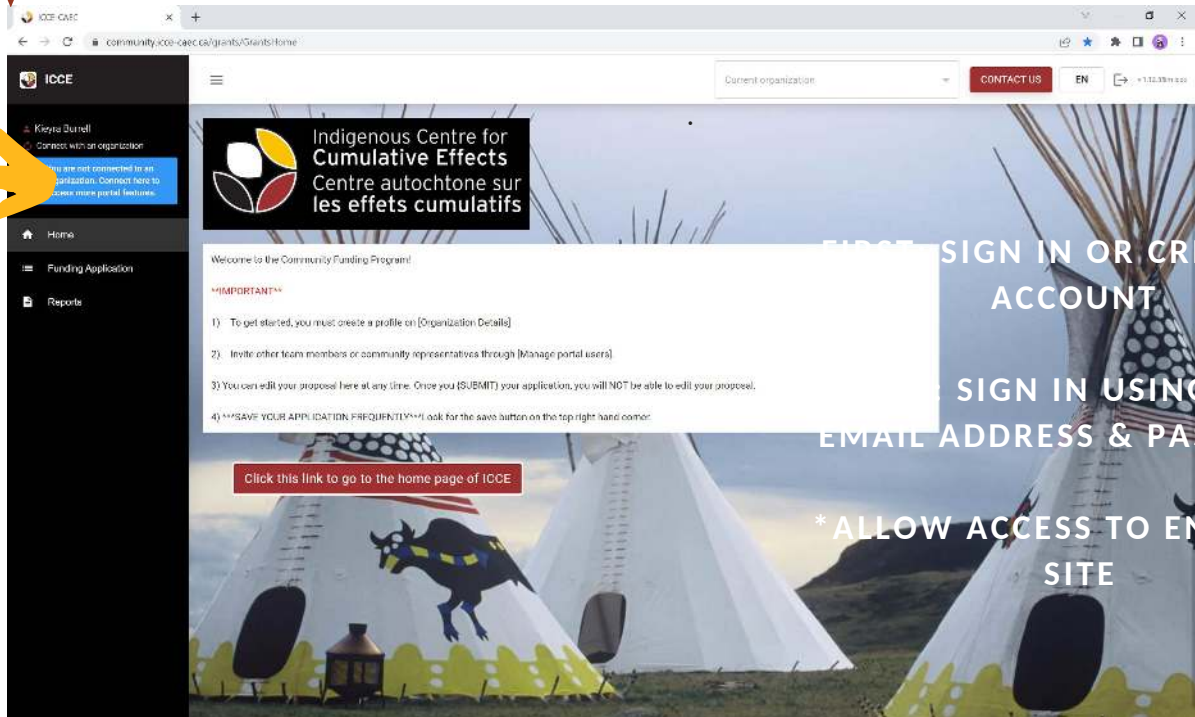 ICCE-CAEC
community.icce-caec.ca/grants/GrantsHome
ICCE
Current organization
CONTACT US
EN
Kieyra Burrell
Connect with an organization
You are not connected to an
organization. Connect here to
access more portal features.
Home
Funding Application
Reports
Indigenous Centre for
Cumulative Effects
Centre autochtone sur
les effets cumulatifs
Welcome to the Community Funding Program!
**IMPORTANT**
1) To get started, you must create a profile on [Organization Details]
2) Invite other team members or community representatives through [Manage portal users]
3) You can edit your proposal here at any time. Once you {SUBMIT} your application, you will NOT be able to edit your proposal.
4) ***SAVE YOUR APPLICATION FREQUENTLY***Look for the save button on the top right hand corner.
Click this link to go to the home page of ICCE
FIRST, SIGN IN OR CRE
ACCOUNT
: SIGN IN USING
EMAIL ADDRESS & PA
*ALLOW ACCESS TO EN
SITE